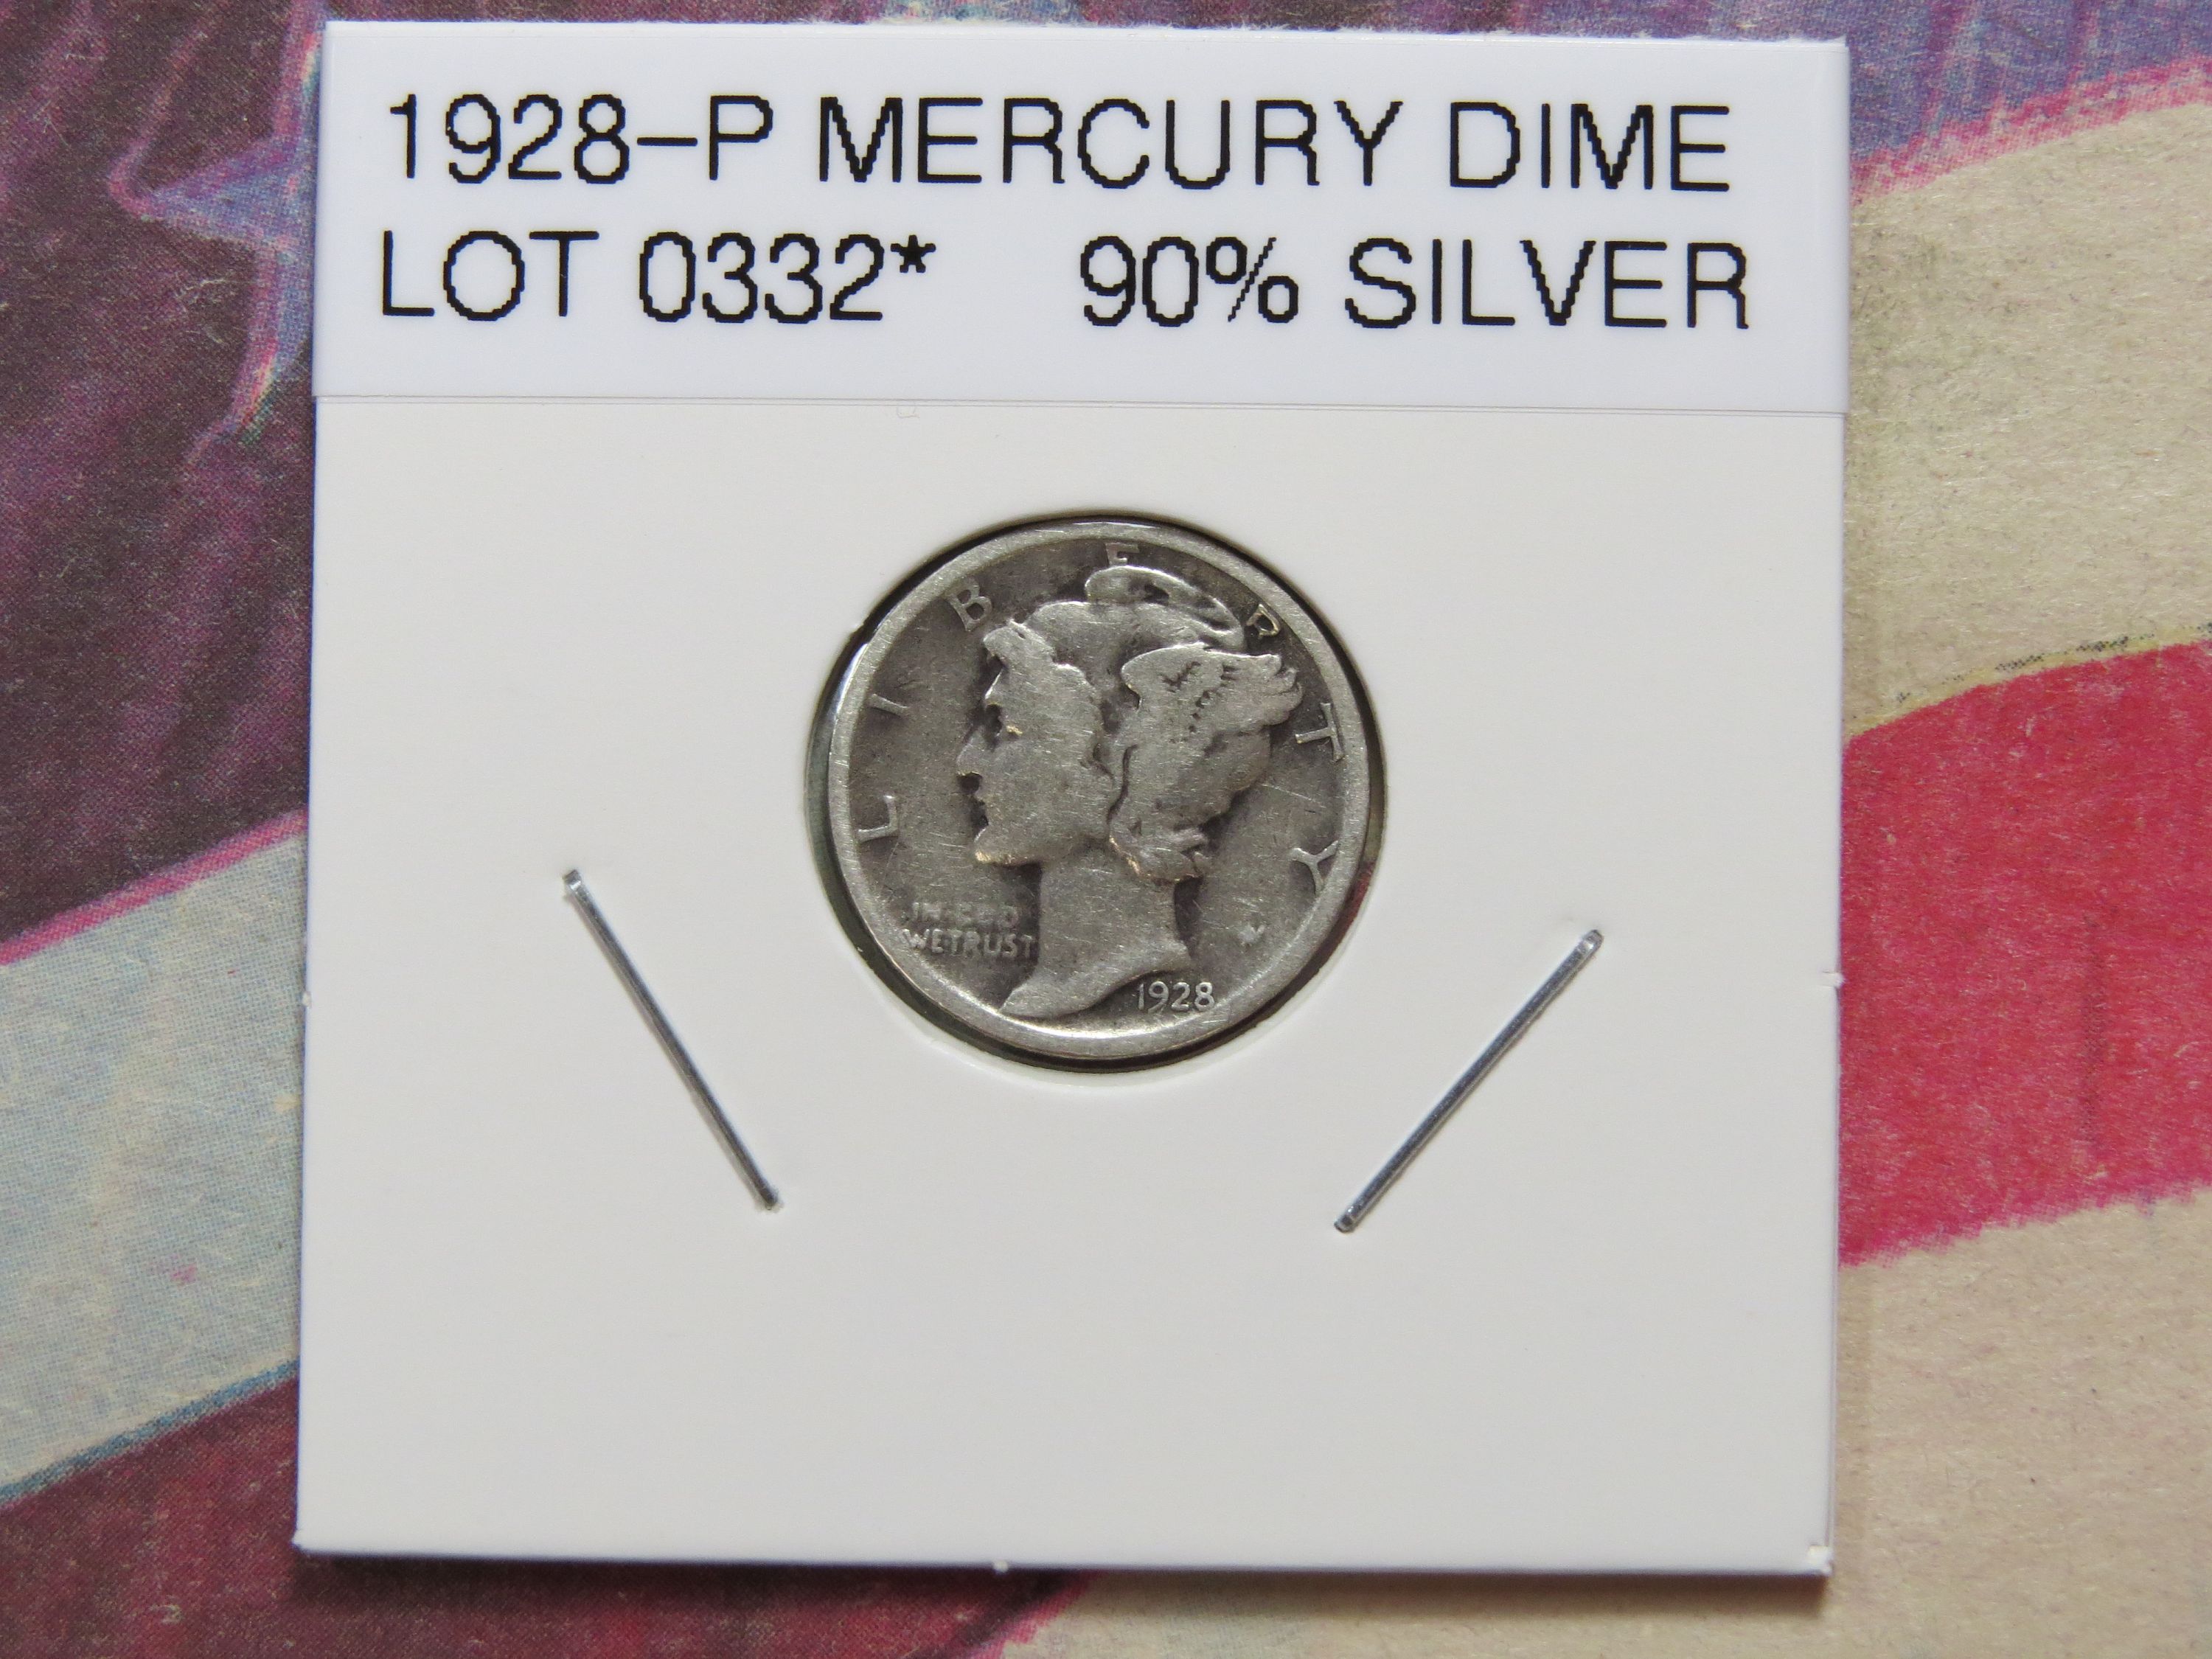 1928-P MERCURY DIME
LOT 0332* 90% SILVER
LIBERTY
IN GOD
WE TRUST
1928